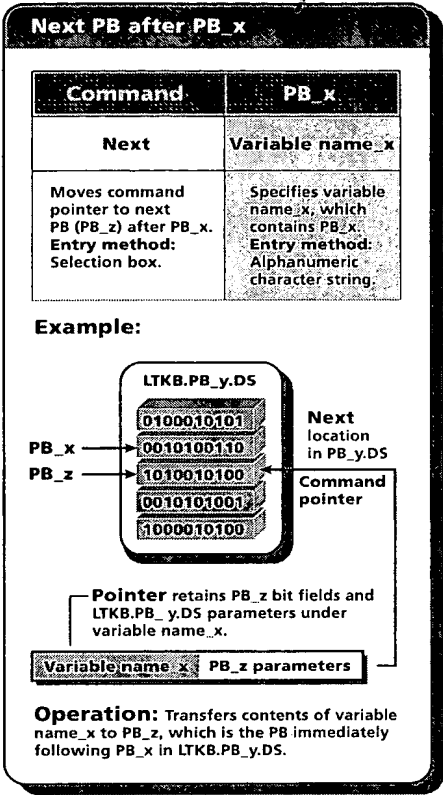 Next PB after PB_x
Command PB_x
Next Variable name_x
Moves command
pointer to next
PB (PB_z) after PB_x.
Entry method:
Selection box.
Specifies variable
name_x, which
contains PB_x.
Entry method:
Alphanumeric
character string.
Example:
LTKB.PB_y.DS
0100010101
PB_x 0010100110
PB_z 1010010100
0010101001
1000010100
Next
location
in PB_y.DS
Command
pointer
Pointer retains PB_z bit fields and
LTKB.PB_ y.DS parameters under
variable name_x.
Variable name_x PB_z parameters
Operation: Transfers contents of variable
name_x to PB_z, which is the PB immediately
following PB_x in LTKB.PB_y.DS.